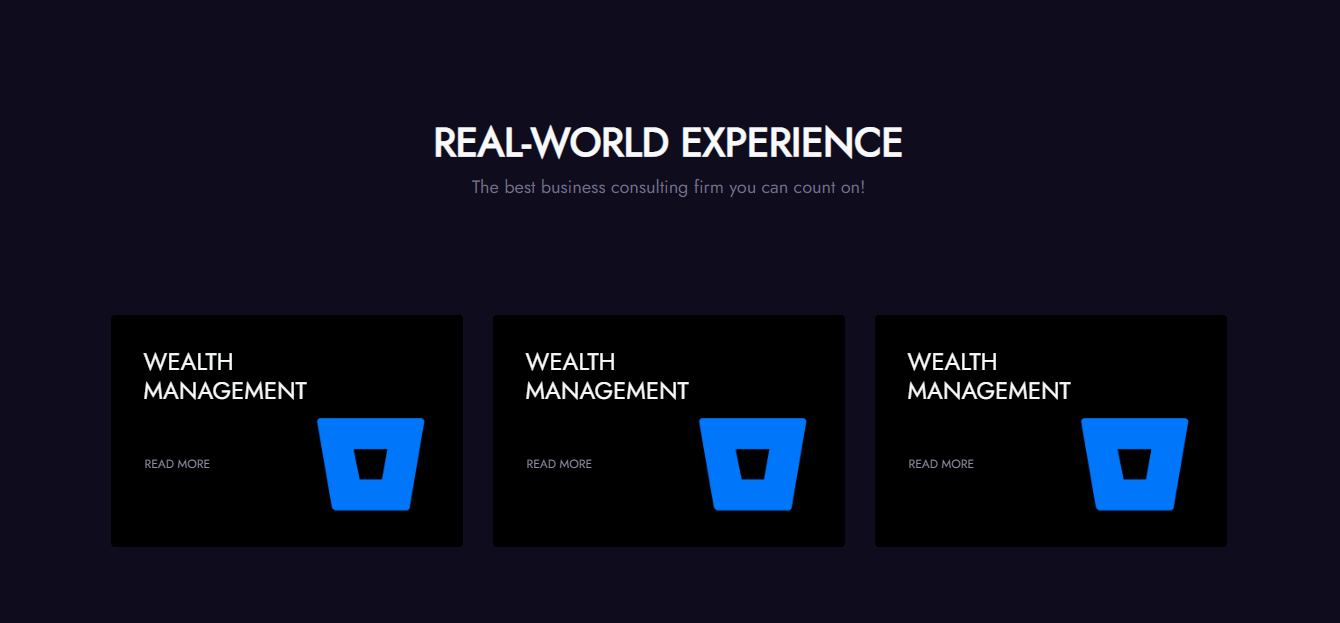 REAL-WORLD EXPERIENCE
The best business consulting firm you can count on!
WEALTH
MANAGEMENT
READ MORE
WEALTH
MANAGEMENT
READ MORE
WEALTH
MANAGEMENT
READ MORE